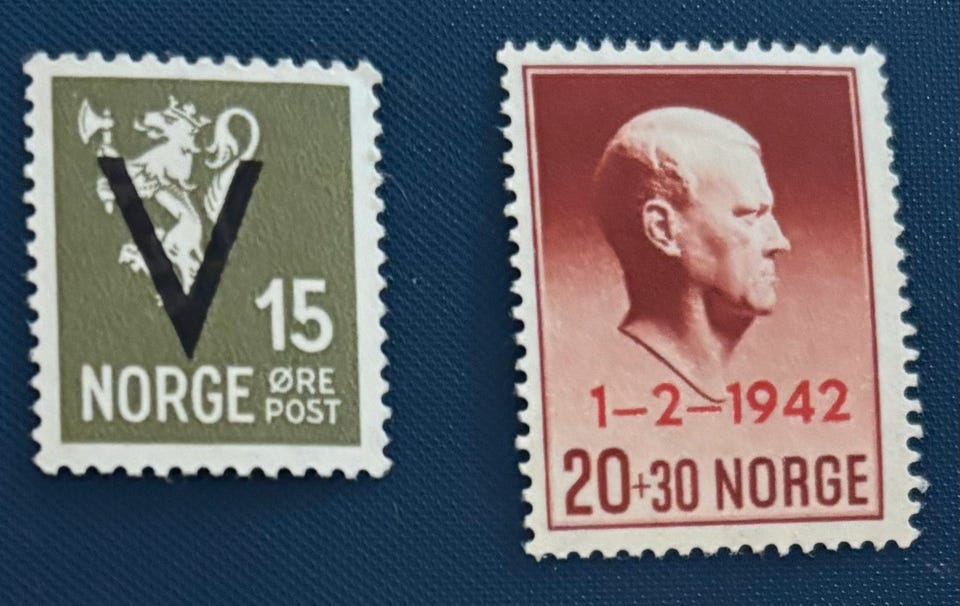 V
15
NORGE ØRE POST
1-2-1942
20+30 NORGE